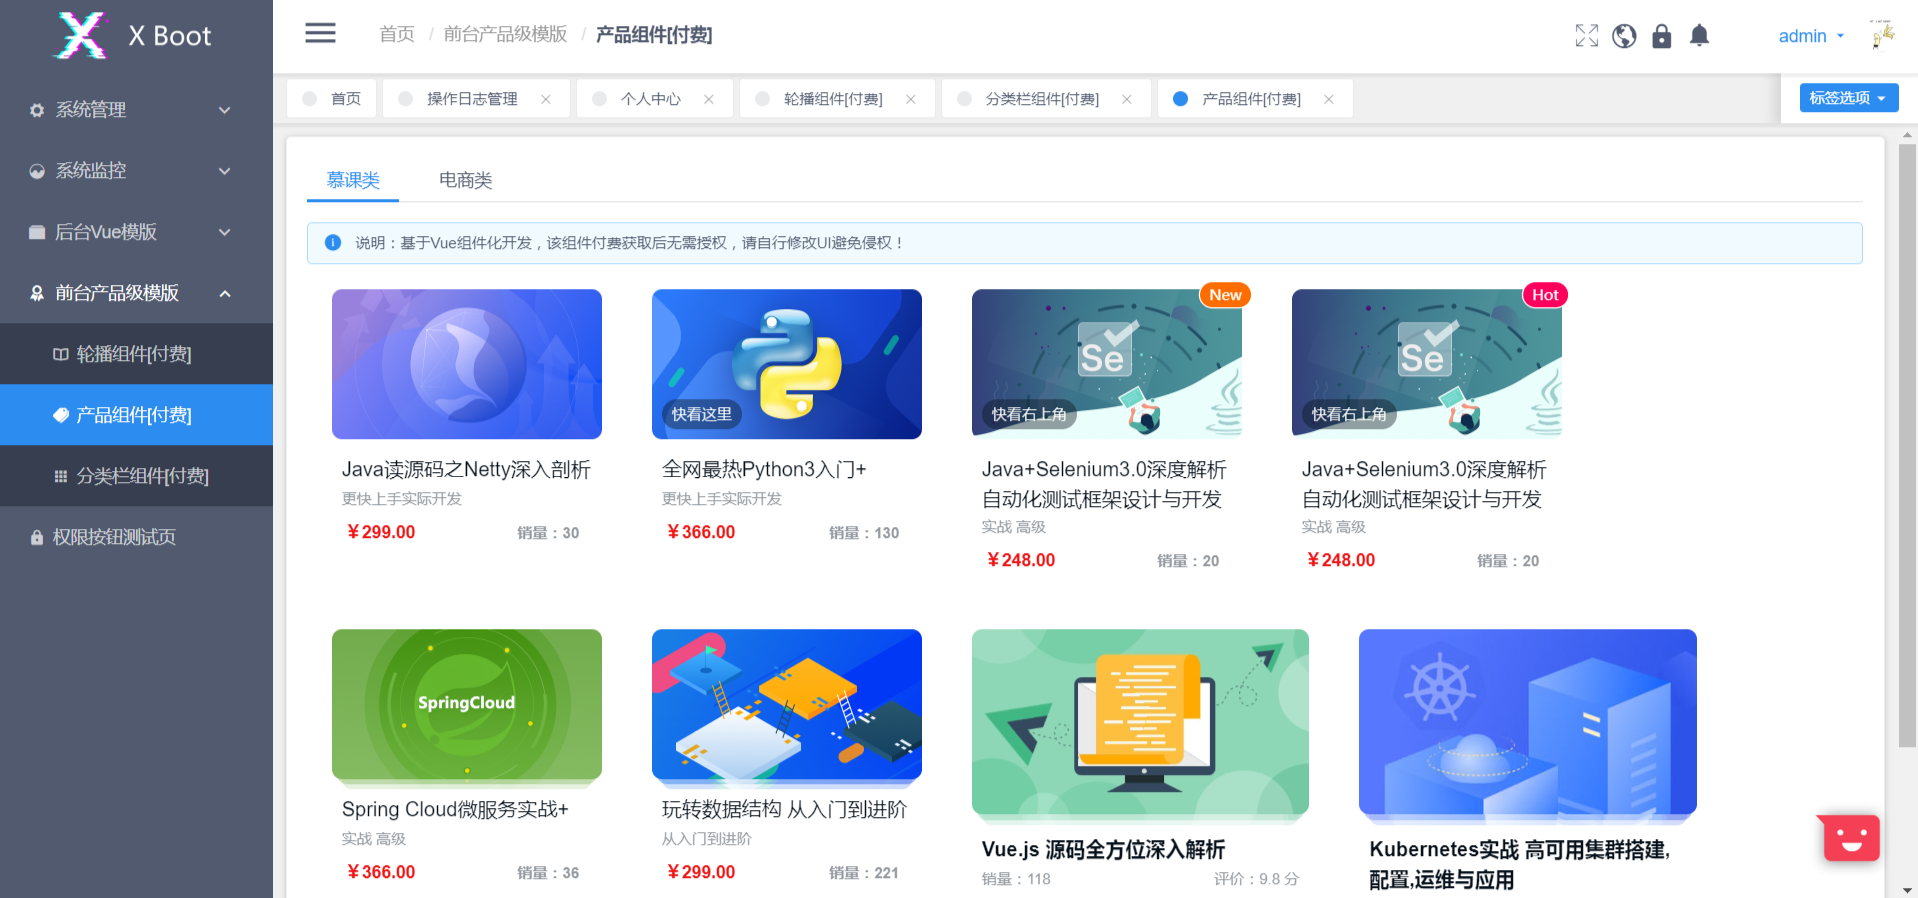 X Boot
首页 / 前台产品级模版 / 产品组件[付费]
admin
首页
操作日志管理
个人中心
轮播组件[付费]
分类栏组件[付费]
产品组件[付费]
标签选项
系统管理
系统监控
后台Vue模版
前台产品级模版
轮播组件[付费]
产品组件[付费]
分类栏组件[付费]
权限按钮测试页
慕课类
电商类
说明：基于Vue组件化开发，该组件付费获取后无需授权，请自行修改UI避免侵权！
Java读源码之Netty深入剖析
更快上手实际开发
￥299.00
销量：30
快看这里
全网最热Python3入门+
更快上手实际开发
￥366.00
销量：130
New
Se
快看右上角
Java+Selenium3.0深度解析
自动化测试框架设计与开发
实战 高级
￥248.00
销量：20
Hot
Se
快看右上角
Java+Selenium3.0深度解析
自动化测试框架设计与开发
实战 高级
￥248.00
销量：20
SpringCloud
Spring Cloud微服务实战+
实战 高级
￥366.00
销量：36
玩转数据结构 从入门到进阶
从入门到进阶
￥299.00
销量：221
Vue.js 源码全方位深入解析
销量：118
评价：9.8 分
Kubernetes实战 高可用集群搭建,
配置,运维与应用